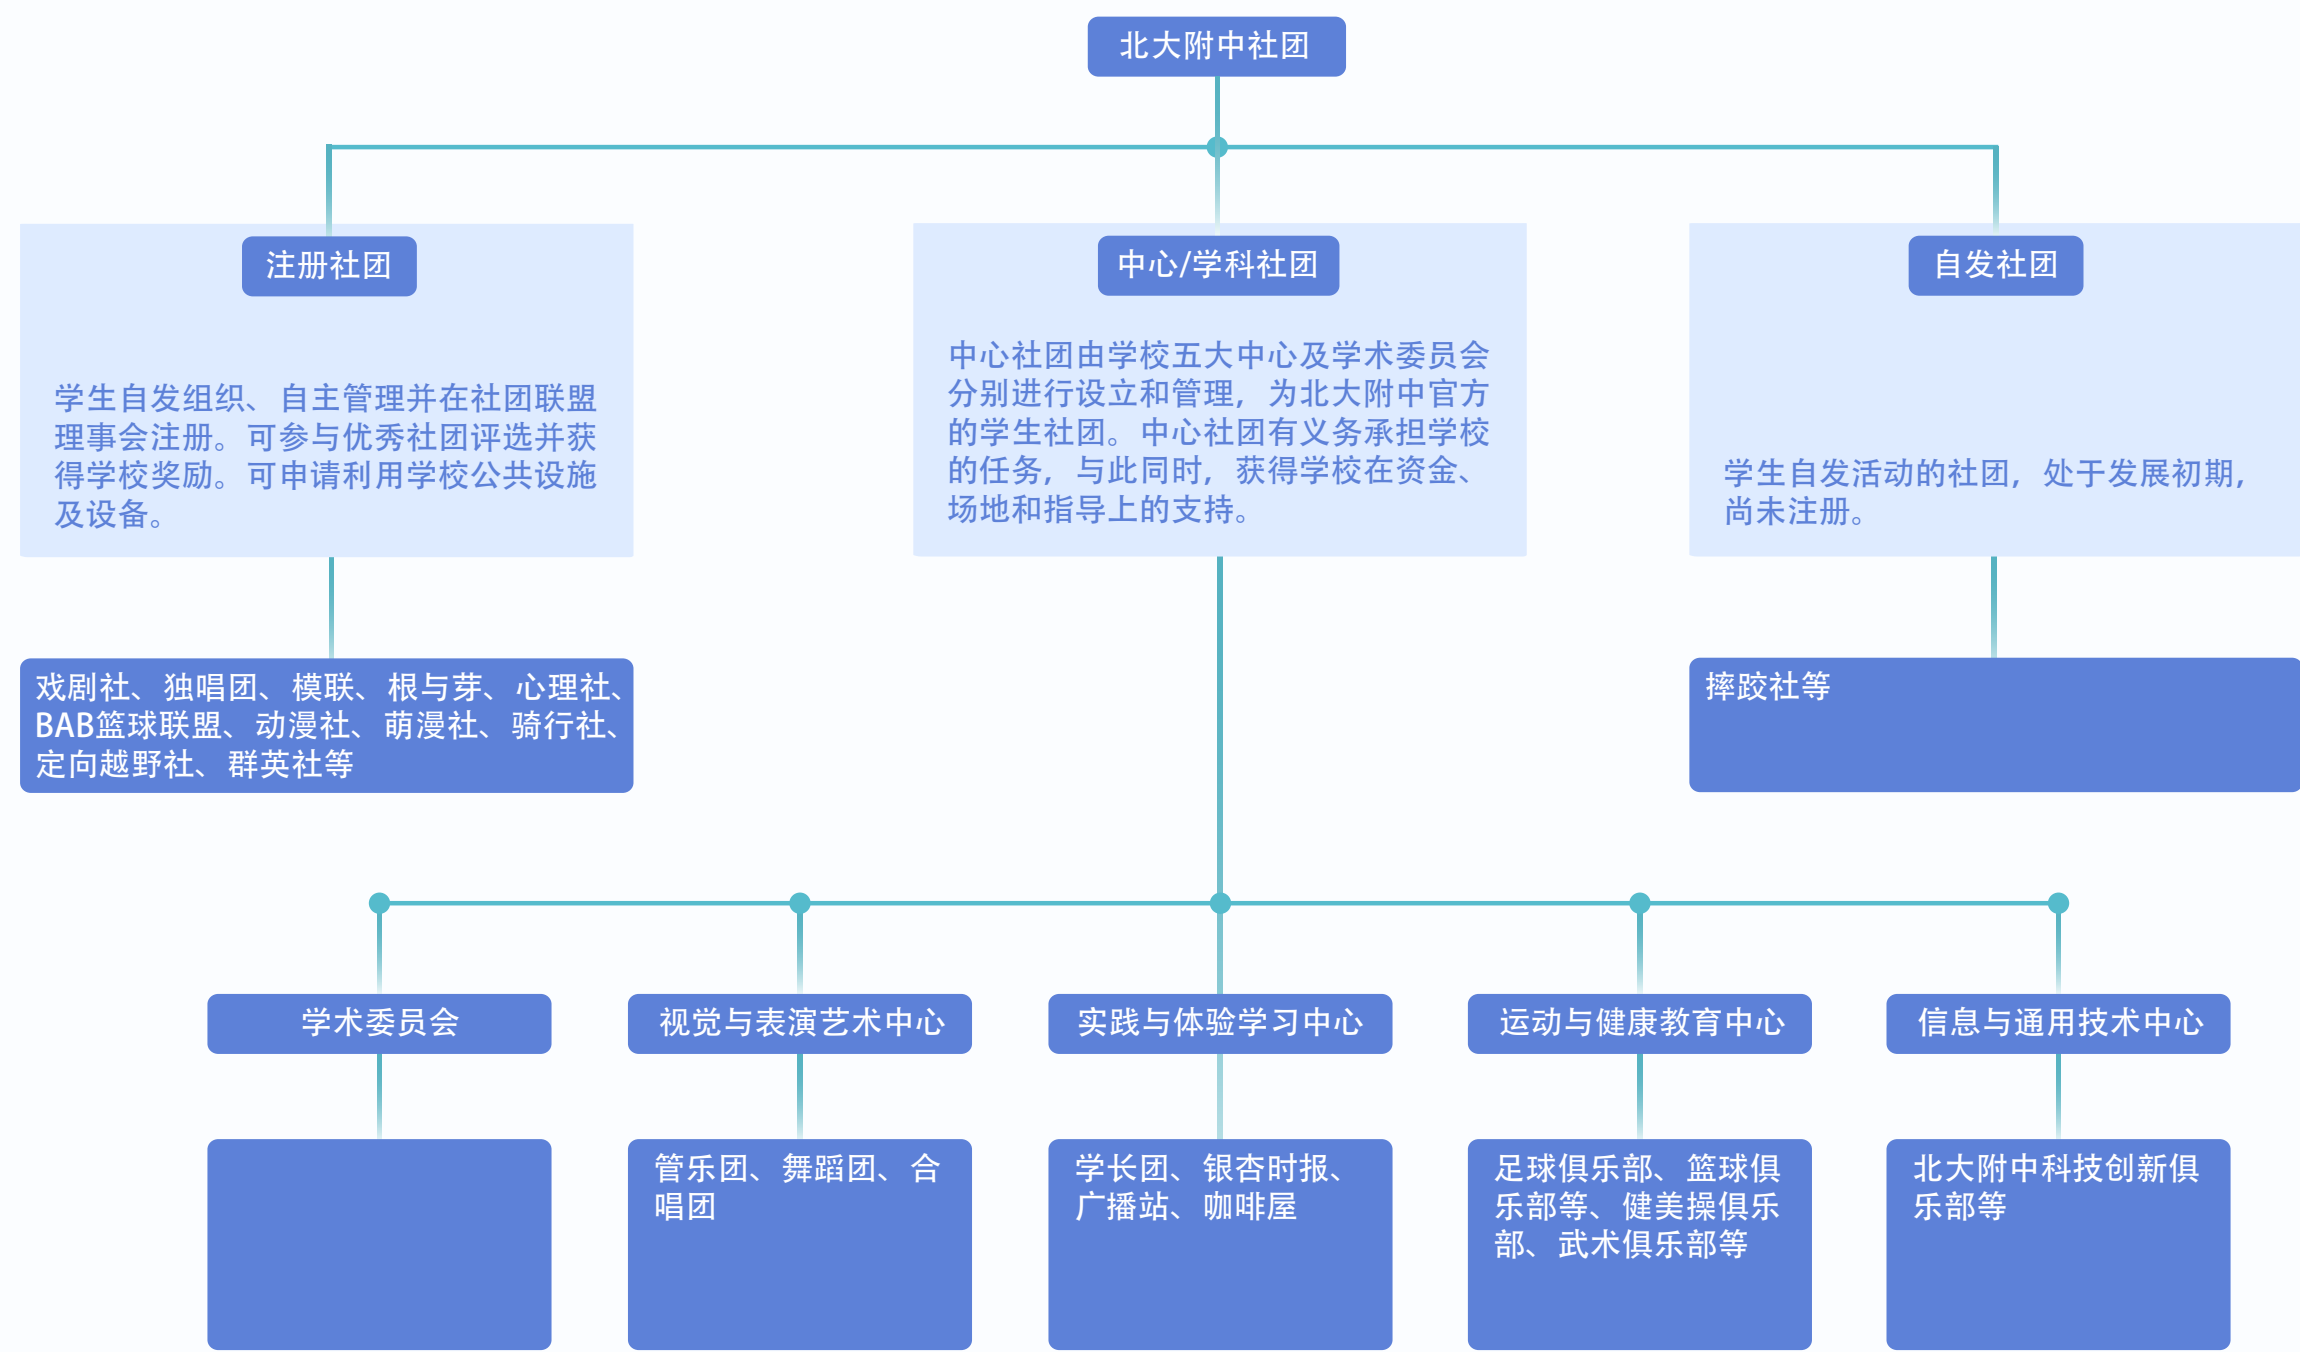 北大附中社团
注册社团
学生自发组织、自主管理并在社团联盟
理事会注册。可参与优秀社团评选并获
得学校奖励。可申请利用学校公共设施
及设备。
中心/学科社团
中心社团由学校五大中心及学术委员会
分别进行设立和管理，为北大附中官方
的学生社团。中心社团有义务承担学校
的任务，与此同时，获得学校在资金、
场地和指导上的支持。
自发社团
学生自发活动的社团，处于发展初期，
尚未注册。
戏剧社、独唱团、模联、根与芽、心理社、
BAB篮球联盟、动漫社、萌漫社、骑行社、
定向越野社、群英社等
摔跤社等
学术委员会
视觉与表演艺术中心
实践与体验学习中心
运动与健康教育中心
信息与通用技术中心
管乐团、舞蹈团、合
唱团
学长团、银杏时报、
广播站、咖啡屋
足球俱乐部、篮球俱
乐部等、健美操俱乐
部、武术俱乐部等
北大附中科技创新俱
乐部等